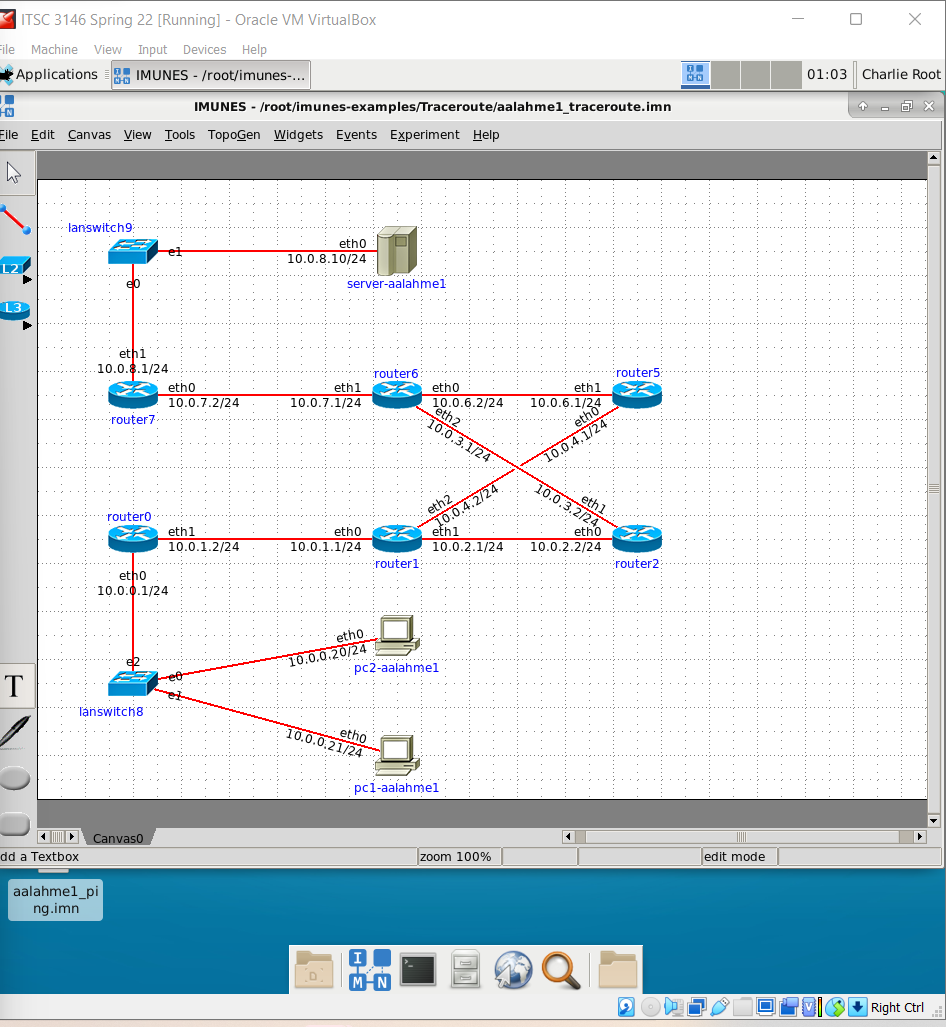 ITSC 3146 Spring 22 [Running] - Oracle VM VirtualBox
File Machine View Input Devices Help
Applications IMUNES - /root/imunes-... 01:03 Charlie Root
IMUNES - /root/imunes-examples/Traceroute/aalahme1_traceroute.imn
File Edit Canvas View Tools TopoGen Widgets Events Experiment Help
lanswitch9
e1
eth0
10.0.8.10/24
server-aalahme1
e0
eth1
10.0.8.1/24
router7
eth0
10.0.7.2/24
router6
eth1
10.0.7.1/24
eth0
10.0.6.2/24
eth2
10.0.3.1/24
router5
eth1
10.0.6.1/24
eth0
10.0.4.1/24
router0
eth1
10.0.1.2/24
eth0
10.0.0.1/24
eth0
10.0.1.1/24
eth2
10.0.4.2/24
eth1
10.0.2.1/24
router1
eth1
10.0.3.2/24
eth0
10.0.2.2/24
router2
e2
e0
e1
lanswitch8
eth0
10.0.0.20/24
pc2-aalahme1
eth0
10.0.0.21/24
pc1-aalahme1
L2
L3
T
Canvas0
dd a Textbox
zoom 100%
edit mode
aalahme1_pi
ng.imn
I
M N
Right Ctrl